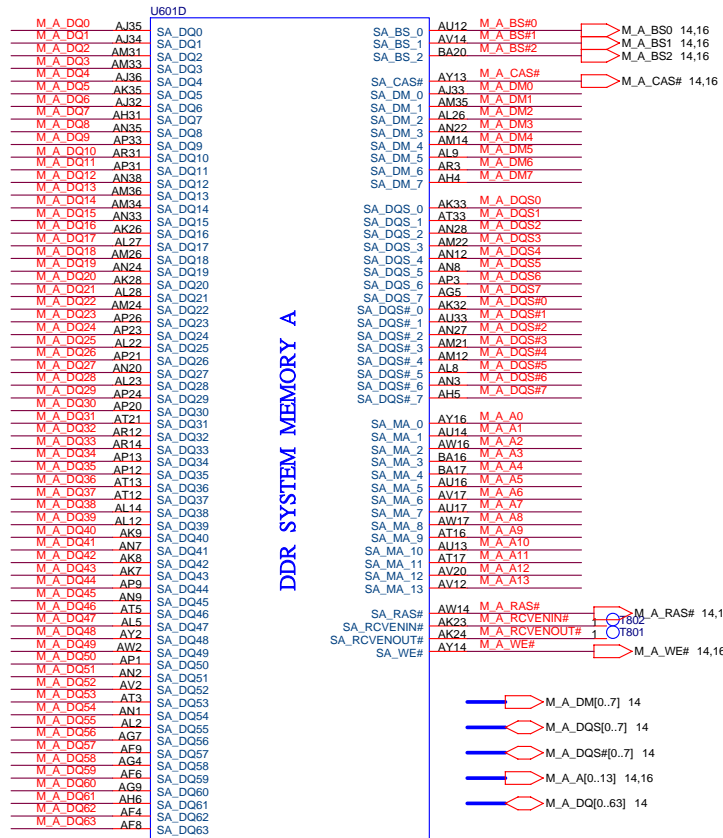 U601D
M_A_DQ0 AJ35 SA_DQ0
M_A_DQ1 AJ34 SA_DQ1
M_A_DQ2 AM31 SA_DQ2
M_A_DQ3 AM33 SA_DQ3
M_A_DQ4 AJ36 SA_DQ4
M_A_DQ5 AK35 SA_DQ5
M_A_DQ6 AJ32 SA_DQ6
M_A_DQ7 AH31 SA_DQ7
M_A_DQ8 AN35 SA_DQ8
M_A_DQ9 AP33 SA_DQ9
M_A_DQ10 AR31 SA_DQ10
M_A_DQ11 AP31 SA_DQ11
M_A_DQ12 AN38 SA_DQ12
M_A_DQ13 AM36 SA_DQ13
M_A_DQ14 AM34 SA_DQ14
M_A_DQ15 AN33 SA_DQ15
M_A_DQ16 AK26 SA_DQ16
M_A_DQ17 AL27 SA_DQ17
M_A_DQ18 AM26 SA_DQ18
M_A_DQ19 AN24 SA_DQ19
M_A_DQ20 AK28 SA_DQ20
M_A_DQ21 AL28 SA_DQ21
M_A_DQ22 AM24 SA_DQ22
M_A_DQ23 AP26 SA_DQ23
M_A_DQ24 AP23 SA_DQ24
M_A_DQ25 AL22 SA_DQ25
M_A_DQ26 AP21 SA_DQ26
M_A_DQ27 AN20 SA_DQ27
M_A_DQ28 AL23 SA_DQ28
M_A_DQ29 AP24 SA_DQ29
M_A_DQ30 AP20 SA_DQ30
M_A_DQ31 AT21 SA_DQ31
M_A_DQ32 AR12 SA_DQ32
M_A_DQ33 AR14 SA_DQ33
M_A_DQ34 AP13 SA_DQ34
M_A_DQ35 AP12 SA_DQ35
M_A_DQ36 AT13 SA_DQ36
M_A_DQ37 AT12 SA_DQ37
M_A_DQ38 AL14 SA_DQ38
M_A_DQ39 AL12 SA_DQ39
M_A_DQ40 AK9 SA_DQ40
M_A_DQ41 AN7 SA_DQ41
M_A_DQ42 AK8 SA_DQ42
M_A_DQ43 AK7 SA_DQ43
M_A_DQ44 AP9 SA_DQ44
M_A_DQ45 AN9 SA_DQ45
M_A_DQ46 AT5 SA_DQ46
M_A_DQ47 AL5 SA_DQ47
M_A_DQ48 AY2 SA_DQ48
M_A_DQ49 AW2 SA_DQ49
M_A_DQ50 AP1 SA_DQ50
M_A_DQ51 AN2 SA_DQ51
M_A_DQ52 AV2 SA_DQ52
M_A_DQ53 AT3 SA_DQ53
M_A_DQ54 AN1 SA_DQ54
M_A_DQ55 AL2 SA_DQ55
M_A_DQ56 AG7 SA_DQ56
M_A_DQ57 AF9 SA_DQ57
M_A_DQ58 AG4 SA_DQ58
M_A_DQ59 AF6 SA_DQ59
M_A_DQ60 AG9 SA_DQ60
M_A_DQ61 AH6 SA_DQ61
M_A_DQ62 AF4 SA_DQ62
M_A_DQ63 AF8 SA_DQ63
DDR SYSTEM MEMORY A
SA_BS_0 AU12 M_A_BS#0 M_A_BS0 14,16
SA_BS_1 AV14 M_A_BS#1 M_A_BS1 14,16
SA_BS_2 BA20 M_A_BS#2 M_A_BS2 14,16
SA_CAS# AY13 M_A_CAS# M_A_CAS# 14,16
SA_DM_0 AJ33 M_A_DM0
SA_DM_1 AM35 M_A_DM1
SA_DM_2 AL26 M_A_DM2
SA_DM_3 AN22 M_A_DM3
SA_DM_4 AM14 M_A_DM4
SA_DM_5 AL9 M_A_DM5
SA_DM_6 AR3 M_A_DM6
SA_DM_7 AH4 M_A_DM7
SA_DQS_0 AK33 M_A_DQS0
SA_DQS_1 AT33 M_A_DQS1
SA_DQS_2 AN28 M_A_DQS2
SA_DQS_3 AM22 M_A_DQS3
SA_DQS_4 AN12 M_A_DQS4
SA_DQS_5 AN8 M_A_DQS5
SA_DQS_6 AP3 M_A_DQS6
SA_DQS_7 AG5 M_A_DQS7
SA_DQS#_0 AK32 M_A_DQS#0
SA_DQS#_1 AU33 M_A_DQS#1
SA_DQS#_2 AN27 M_A_DQS#2
SA_DQS#_3 AM21 M_A_DQS#3
SA_DQS#_4 AM12 M_A_DQS#4
SA_DQS#_5 AL8 M_A_DQS#5
SA_DQS#_6 AN3 M_A_DQS#6
SA_DQS#_7 AH5 M_A_DQS#7
SA_MA_0 AY16 M_A_A0
SA_MA_1 AU14 M_A_A1
SA_MA_2 AW16 M_A_A2
SA_MA_3 BA16 M_A_A3
SA_MA_4 BA17 M_A_A4
SA_MA_5 AU16 M_A_A5
SA_MA_6 AV17 M_A_A6
SA_MA_7 AU17 M_A_A7
SA_MA_8 AW17 M_A_A8
SA_MA_9 AT16 M_A_A9
SA_MA_10 AU13 M_A_A10
SA_MA_11 AT17 M_A_A11
SA_MA_12 AV20 M_A_A12
SA_MA_13 AV12 M_A_A13
SA_RAS# AW14 M_A_RAS# M_A_RAS# 14,1
SA_RCVENIN# AK23 M_A_RCVENIN# 1 T802
SA_RCVENOUT# AK24 M_A_RCVENOUT# 1 T801
SA_WE# AY14 M_A_WE# M_A_WE# 14,16
M_A_DM[0..7] 14
M_A_DQS[0..7] 14
M_A_DQS#[0..7] 14
M_A_A[0..13] 14,16
M_A_DQ[0..63] 14